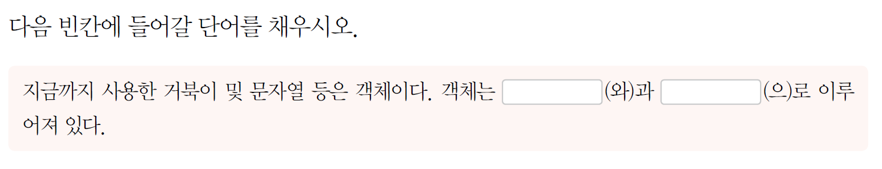 다음 빈칸에 들어갈 단어를 채우시오.
지금까지 사용한 거북이 및 문자열 등은 객체이다. 객체는 (와)과 (으)로 이루
어져 있다.